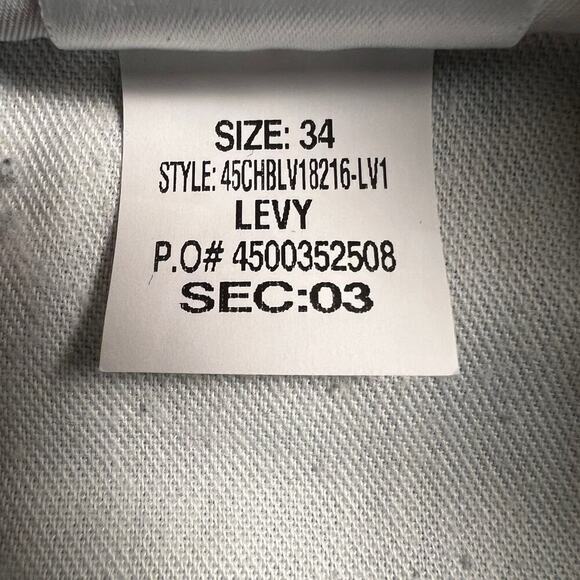 SIZE: 34
STYLE: 45CHBLV18216-LV1
LEVY
P.O# 4500352508
SEC:03